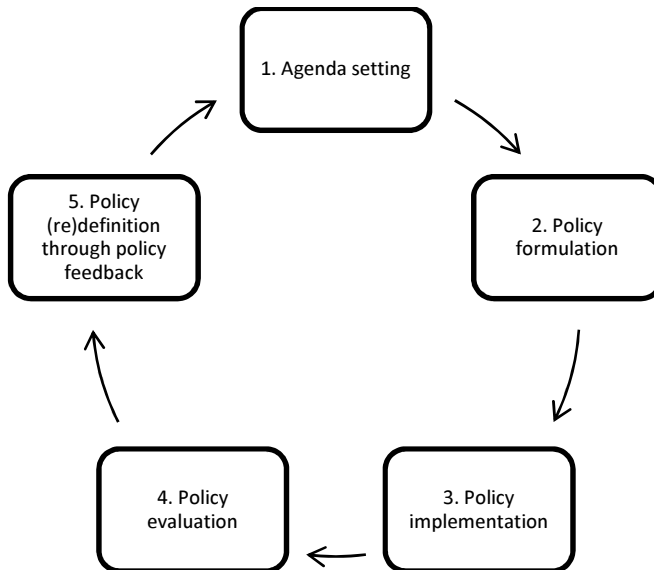 1. Agenda setting
2. Policy
formulation
3. Policy
implementation
4. Policy
evaluation
5. Policy
(re)definition
through policy
feedback